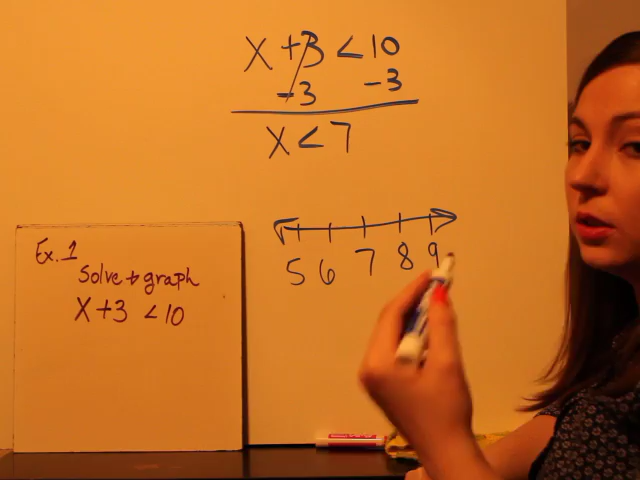 x + 3 < 10
- 3 - 3
x < 7
5 6 7 8 9
Ex. 1
Solve + graph
x + 3 < 10